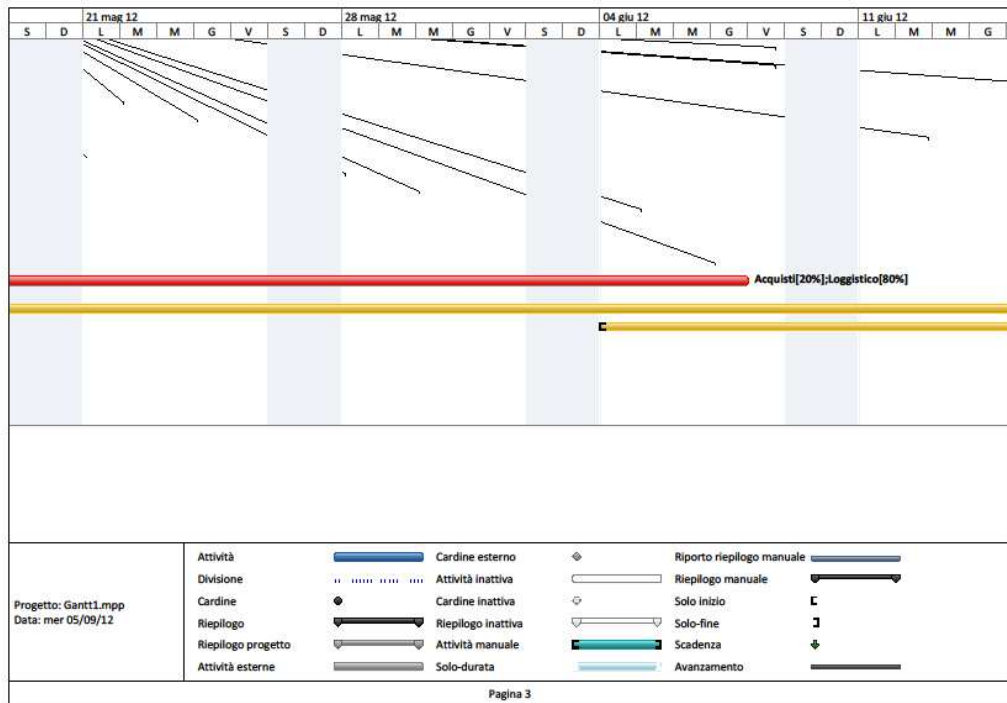 21 mag 12 28 mag 12 04 giu 12 11 giu 12
S D L M M G V S D L M M G V S D L M M G V S D L M M G
Acquisti[20%];Loggistico[80%]
Progetto: Gantt1.mpp
Data: mer 05/09/12
Attività Cardine esterno Riporto riepilogo manuale
Divisione Attività inattiva Riepilogo manuale
Cardine Cardine inattiva Solo inizio
Riepilogo Riepilogo inattiva Solo-fine
Riepilogo progetto Attività manuale Scadenza
Attività esterne Solo-durata Avanzamento
Pagina 3